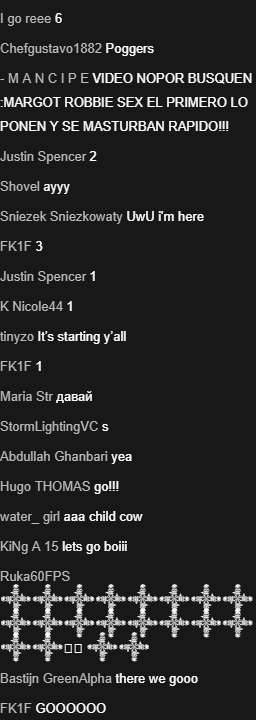 I go reee 6
Chefgustavo1882 Poggers
- M A N C I P E VIDEO NOPOR BUSQUEN
:MARGOT ROBBIE SEX EL PRIMERO LO
PONEN Y SE MASTURBAN RAPIDO!!!
Justin Spencer 2
Shovel ayyy
Sniezek Sniezkowaty UwU i'm here
FK1F 3
Justin Spencer 1
K Nicole44 1
tinyzo It's starting y'all
FK1F 1
Maria Str давай
StormLightingVC s
Abdullah Ghanbari yea
Hugo THOMAS go!!!
water_ girl aaa child cow
KiNg A 15 lets go boiii
Ruka60FPS
Bastijn GreenAlpha there we gooo
FK1F GOOOOOO